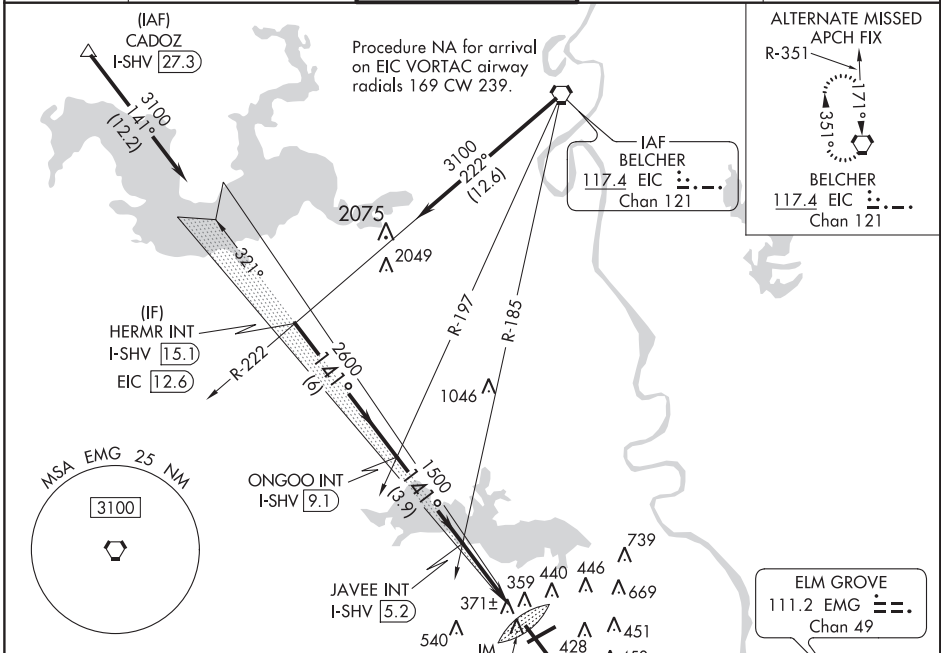 (IAF)
CADOZ
I-SHV 27.3
3100
141°
(12.2)
Procedure NA for arrival
on EIC VORTAC airway
radials 169 CW 239.
ALTERNATE MISSED
APCH FIX
R-351
171°
351°
BELCHER
117.4 EIC
Chan 121
IAF
BELCHER
117.4 EIC
Chan 121
3100
222°
(12.6)
2075
2049
321°
(IF)
HERMR INT
I-SHV 15.1
EIC 12.6
R-222
2600
141°
(6)
R-197
R-185
1046
MSA EMG 25 NM
3100
ONGOO INT
I-SHV 9.1
1500
141°
(3.9)
JAVEE INT
I-SHV 5.2
739
359
440
446
669
371±
540
IM
428
451
ELM GROVE
111.2 EMG
Chan 49